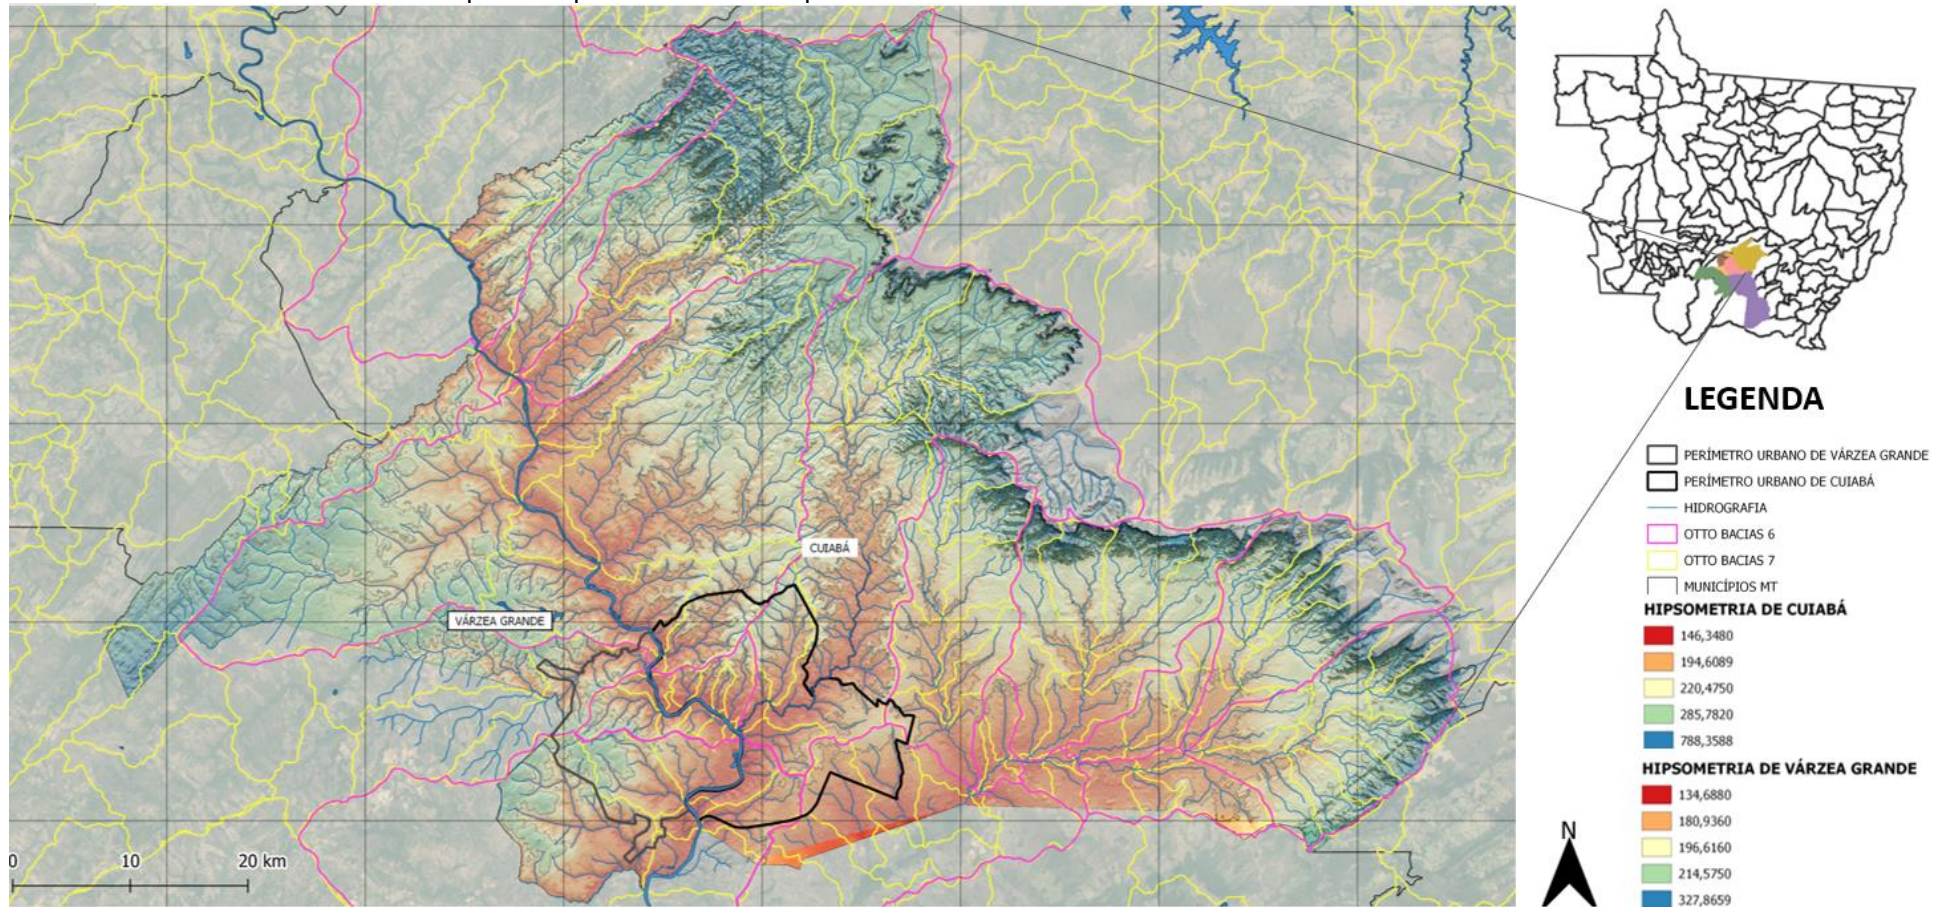 CUIABÁ
VÁRZEA GRANDE
0 10 20 km
LEGENDA
PERÍMETRO URBANO DE VÁRZEA GRANDE
PERÍMETRO URBANO DE CUIABÁ
HIDROGRAFIA
OTTO BACIAS 6
OTTO BACIAS 7
MUNICÍPIOS MT
HIPSOMETRIA DE CUIABÁ
146,3480
194,6089
220,4750
285,7820
788,3588
HIPSOMETRIA DE VÁRZEA GRANDE
134,6880
180,9360
196,6160
214,5750
327,8659
N